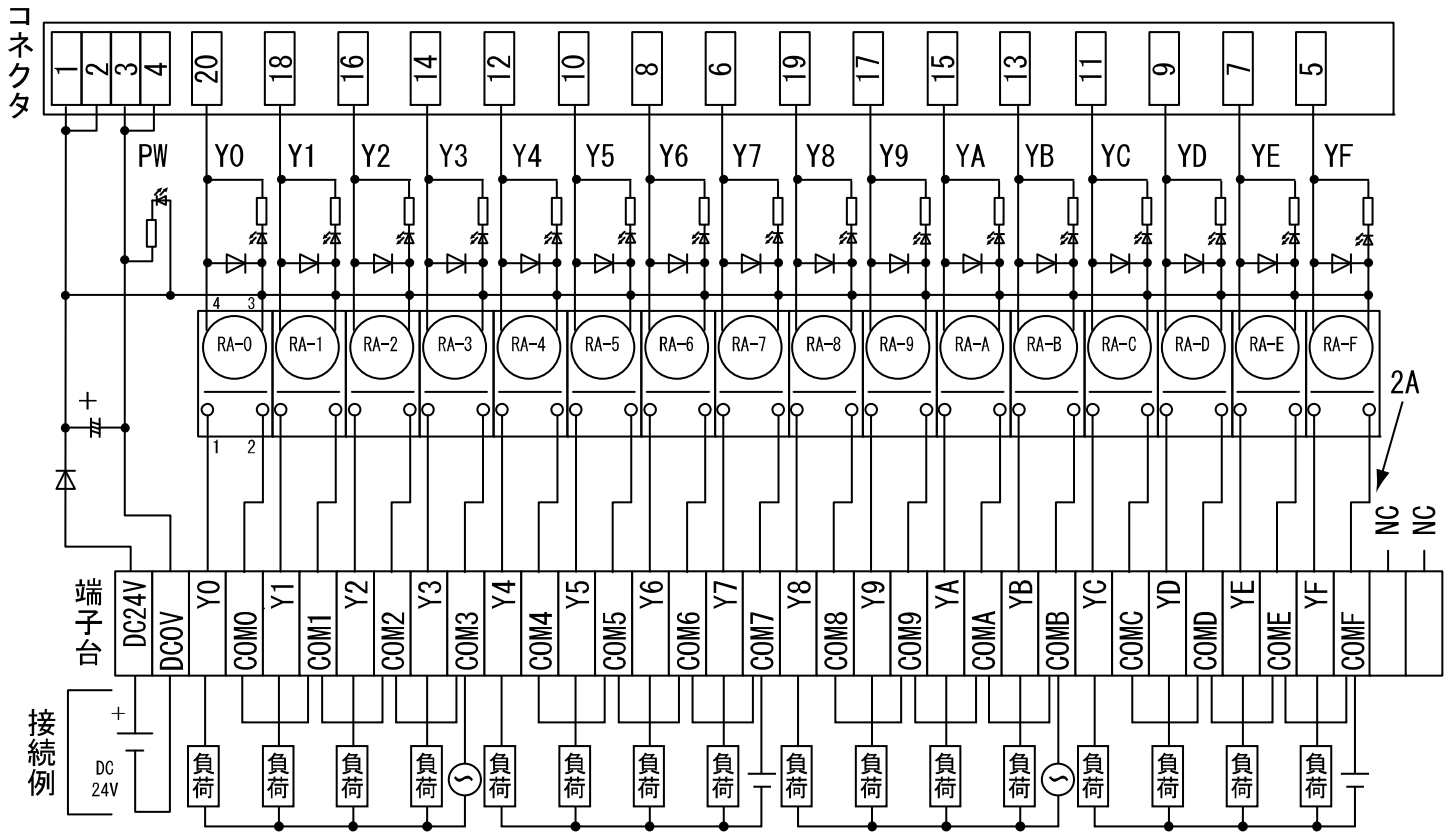 コネクタ
1 2 3 4 20 18 16 14 12 10 8 6 19 17 15 13 11 9 7 5
PW Y0 Y1 Y2 Y3 Y4 Y5 Y6 Y7 Y8 Y9 YA YB YC YD YE YF
4 3
RA-0 RA-1 RA-2 RA-3 RA-4 RA-5 RA-6 RA-7 RA-8 RA-9 RA-A RA-B RA-C RA-D RA-E RA-F
2A
+
1 2
NC NC
端子台
DC24V DC0V Y0 COM0 Y1 COM1 Y2 COM2 Y3 COM3 Y4 COM4 Y5 COM5 Y6 COM6 Y7 COM7 Y8 COM8 Y9 COM9 YA COMA YB COMB YC COMC YD COMD YE COME YF COMF
接続例
+
DC
24V
負荷 負荷 負荷 負荷 負荷 負荷 負荷 負荷 負荷 負荷 負荷 負荷 負荷 負荷 負荷 負荷